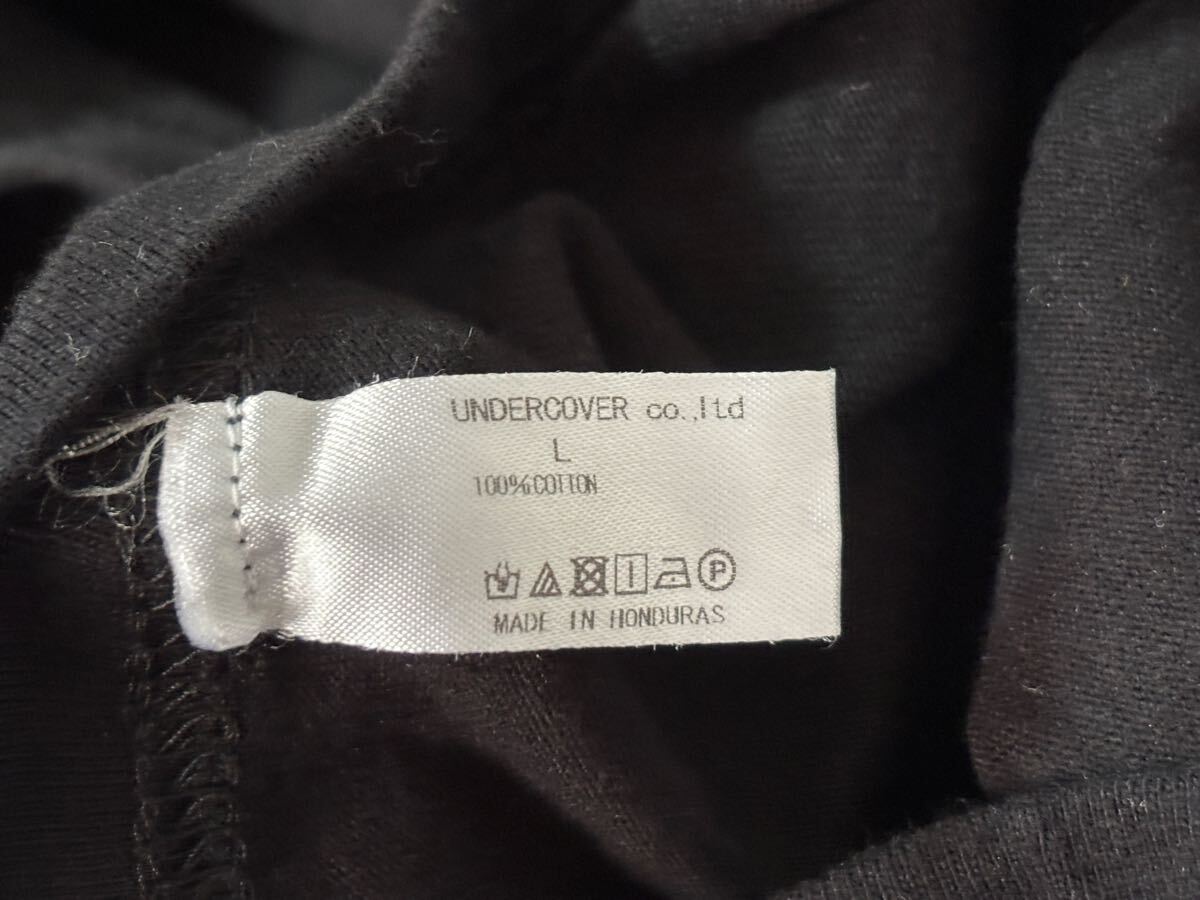 UNDERCOVER co.,ltd
L
100%COTTON
P
MADE IN HONDURAS